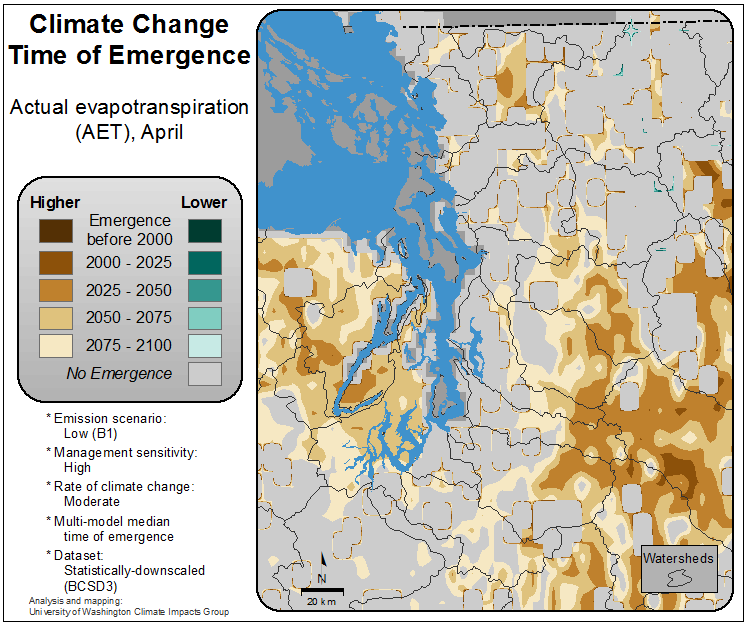 Climate Change
Time of Emergence
Actual evapotranspiration
(AET), April
Higher
Lower
Emergence
before 2000
2000 - 2025
2025 - 2050
2050 - 2075
2075 - 2100
No Emergence
* Emission scenario:
Low (B1)
* Management sensitivity:
High
* Rate of climate change:
Moderate
* Multi-model median
time of emergence
* Dataset:
Statistically-downscaled
(BCSD3)
Analysis and mapping:
University of Washington Climate Impacts Group
N
20 km
Watersheds